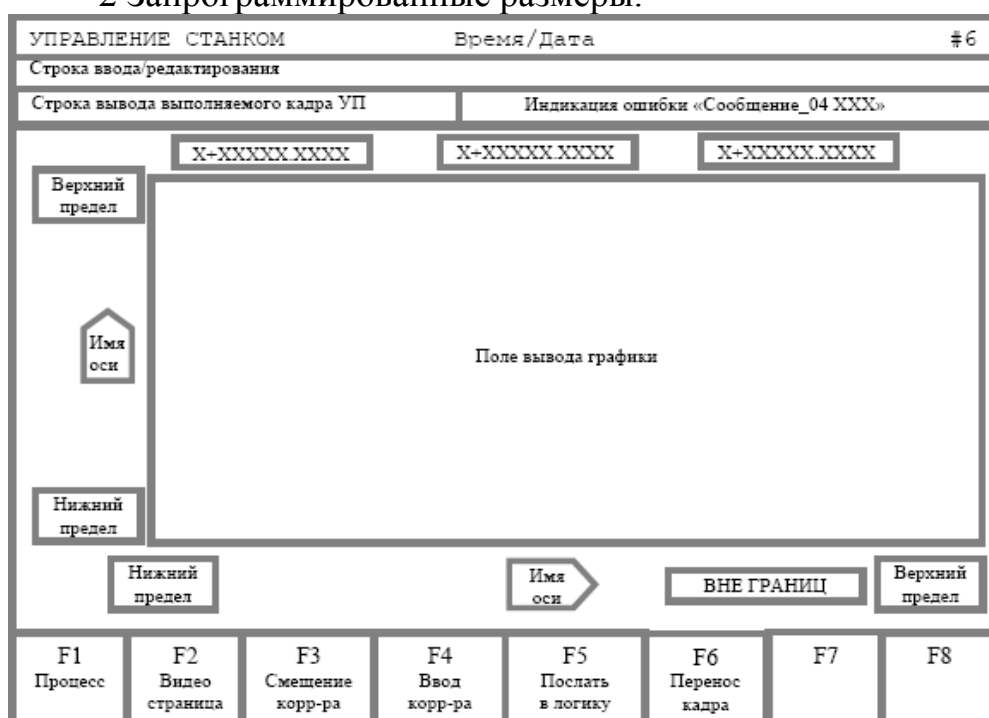 2 Запрограммированные размеры.
УПРАВЛЕНИЕ СТАНКОМ Время/Дата #6
Строка ввода/редактирования
Строка вывода выполняемого кадра УП Индикация ошибки «Сообщение_04 XXX»
X+XXXXX.XXXX X+XXXXX.XXXX X+XXXXX.XXXX
Верхний
предел
Имя
оси
Поле вывода графики
Нижний
предел
Нижний
предел
Имя
оси
ВНЕ ГРАНИЦ
Верхний
предел
F1
Процесс
F2
Видео
страница
F3
Смещение
корр-ра
F4
Ввод
корр-ра
F5
Послать
в логику
F6
Перенос
кадра
F7
F8